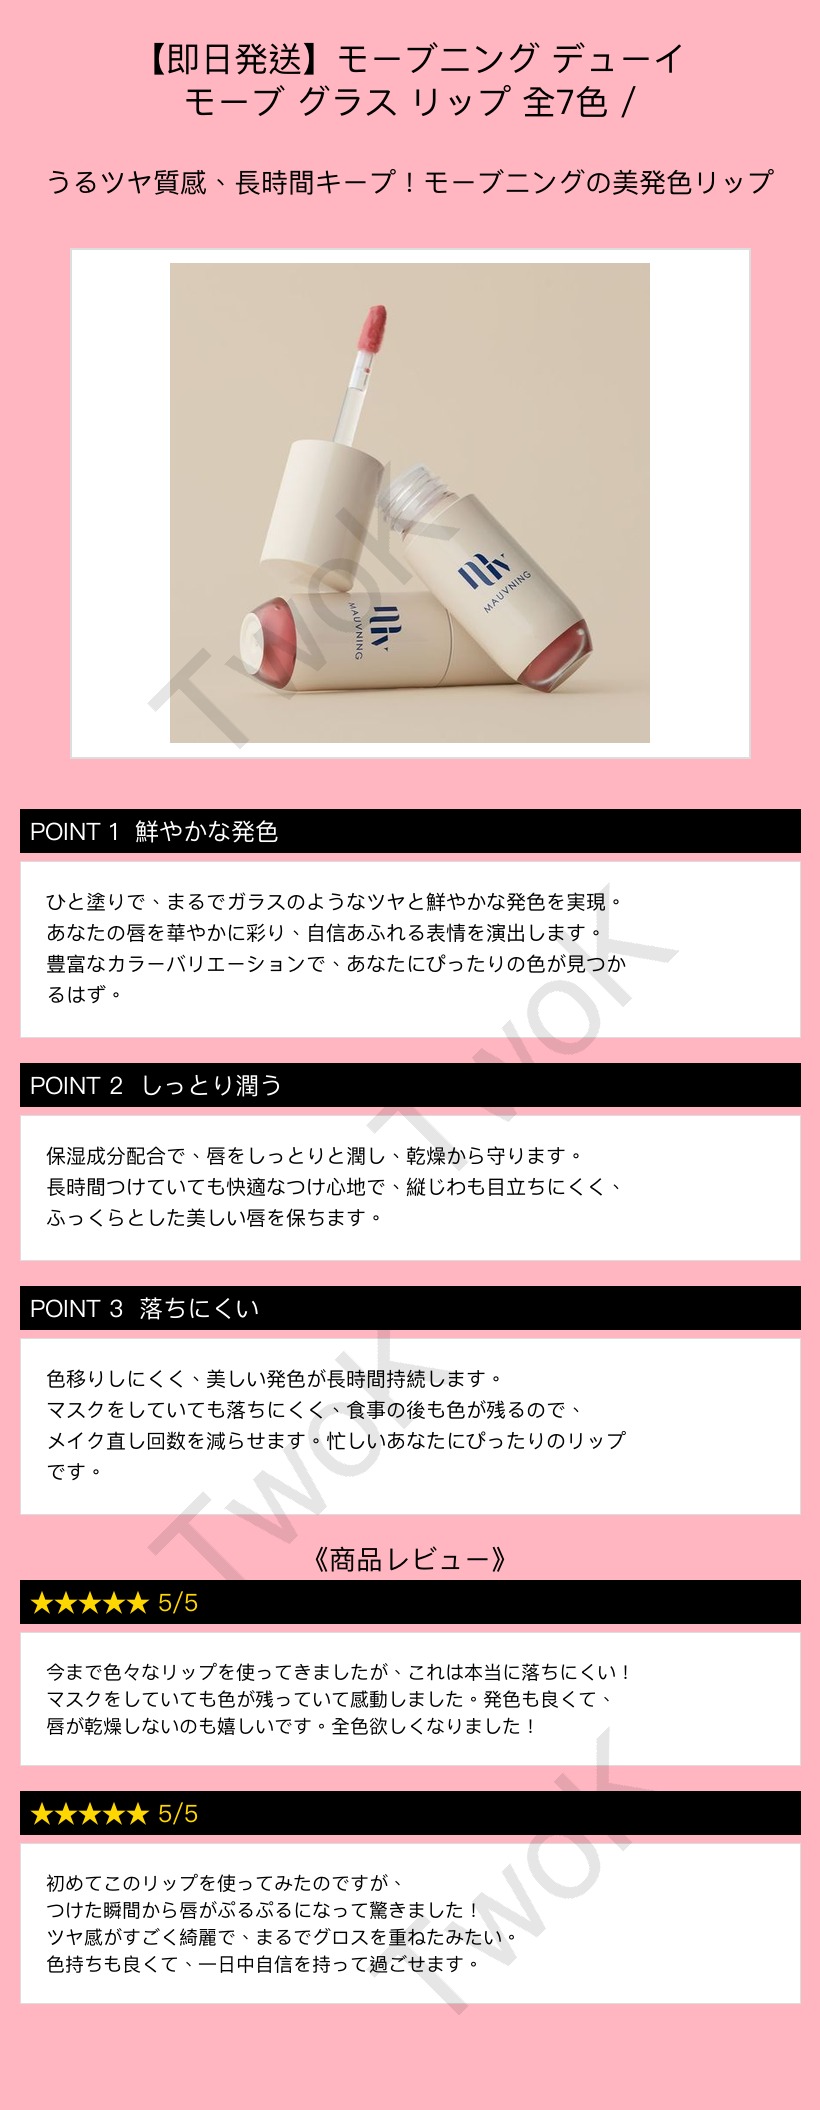 【即日発送】モーブニング デューイ
モーブ グラス リップ 全7色 /
うるツヤ質感、長時間キープ！モーブニングの美発色リップ
MAUVNING
MAUVNING
TwoK
POINT 1 鮮やかな発色
ひと塗りで、まるでガラスのようなツヤと鮮やかな発色を実現。
あなたの唇を華やかに彩り、自信あふれる表情を演出します。
豊富なカラーバリエーションで、あなたにぴったりの色が見つか
るはず。
TwoK
POINT 2 しっとり潤う
保湿成分配合で、唇をしっとりと潤し、乾燥から守ります。
長時間つけていても快適なつけ心地で、縦じわも目立ちにくく、
ふっくらとした美しい唇を保ちます。
POINT 3 落ちにくい
色移りしにくく、美しい発色が長時間持続します。
マスクをしていても落ちにくく、食事の後も色が残るので、
メイク直し回数を減らせます。忙しいあなたにぴったりのリップ
です。
TwoK
《商品レビュー》
★★★★★ 5/5
今まで色々なリップを使ってきましたが、これは本当に落ちにくい！
マスクをしていても色が残っていて感動しました。発色も良くて、
唇が乾燥しないのも嬉しいです。全色欲しくなりました！
★★★★★ 5/5
初めてこのリップを使ってみたのですが、
つけた瞬間から唇がぷるぷるになって驚きました！
ツヤ感がすごく綺麗で、まるでグロスを重ねたみたい。
色持ちも良くて、一日中自信を持って過ごせます。
TwoK